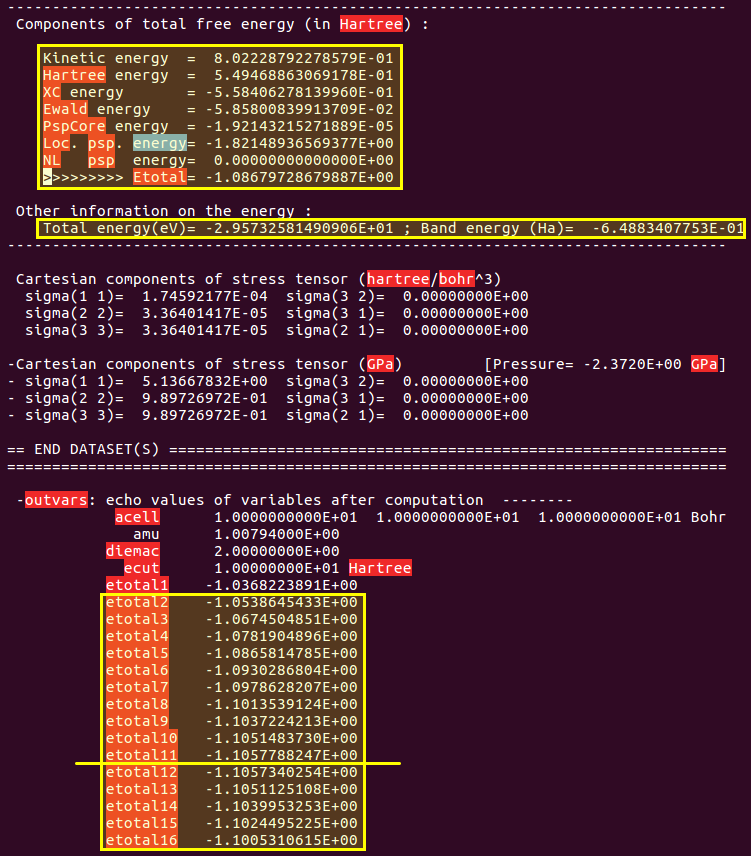 --------------------------------------------------------------------------------
 Components of total free energy (in Hartree) :
    Kinetic energy  =  8.02228792278579E-01
    Hartree energy  =  5.49468863069178E-01
    XC energy       = -5.58406278139960E-01
    Ewald energy    = -5.85800839913709E-02
    PspCore energy  = -1.92143215271889E-05
    Loc. psp. energy= -1.82148936569377E+00
    NL   psp  energy=  0.00000000000000E+00
    >>>>>>>>> Etotal= -1.08679728679887E+00
 Other information on the energy :
    Total energy(eV)= -2.95732581490906E+01 ; Band energy (Ha)=  -6.4883407753E-01
--------------------------------------------------------------------------------
 Cartesian components of stress tensor (hartree/bohr^3)
  sigma(1 1)=  1.74592177E-04  sigma(3 2)=  0.00000000E+00
  sigma(2 2)=  3.36401417E-05  sigma(3 1)=  0.00000000E+00
  sigma(3 3)=  3.36401417E-05  sigma(2 1)=  0.00000000E+00
-Cartesian components of stress tensor (GPa)         [Pressure= -2.3720E+00 GPa]
- sigma(1 1)=  5.13667832E+00  sigma(3 2)=  0.00000000E+00
- sigma(2 2)=  9.89726972E-01  sigma(3 1)=  0.00000000E+00
- sigma(3 3)=  9.89726972E-01  sigma(2 1)=  0.00000000E+00
== END DATASET(S) ==============================================================
================================================================================
 -outvars: echo values of variables after computation  --------
            acell      1.0000000000E+01  1.0000000000E+01  1.0000000000E+01 Bohr
              amu      1.00794000E+00
           diemac      2.00000000E+00
             ecut      1.00000000E+01 Hartree
           etotal1    -1.0368223891E+00
           etotal2    -1.0538645433E+00
           etotal3    -1.0674504851E+00
           etotal4    -1.0781904896E+00
           etotal5    -1.0865814785E+00
           etotal6    -1.0930286804E+00
           etotal7    -1.0978628207E+00
           etotal8    -1.1013539124E+00
           etotal9    -1.1037224213E+00
           etotal10   -1.1051483730E+00
           etotal11   -1.1057788247E+00
           etotal12   -1.1057340254E+00
           etotal13   -1.1051125108E+00
           etotal14   -1.1039953253E+00
           etotal15   -1.1024495225E+00
           etotal16   -1.1005310615E+00